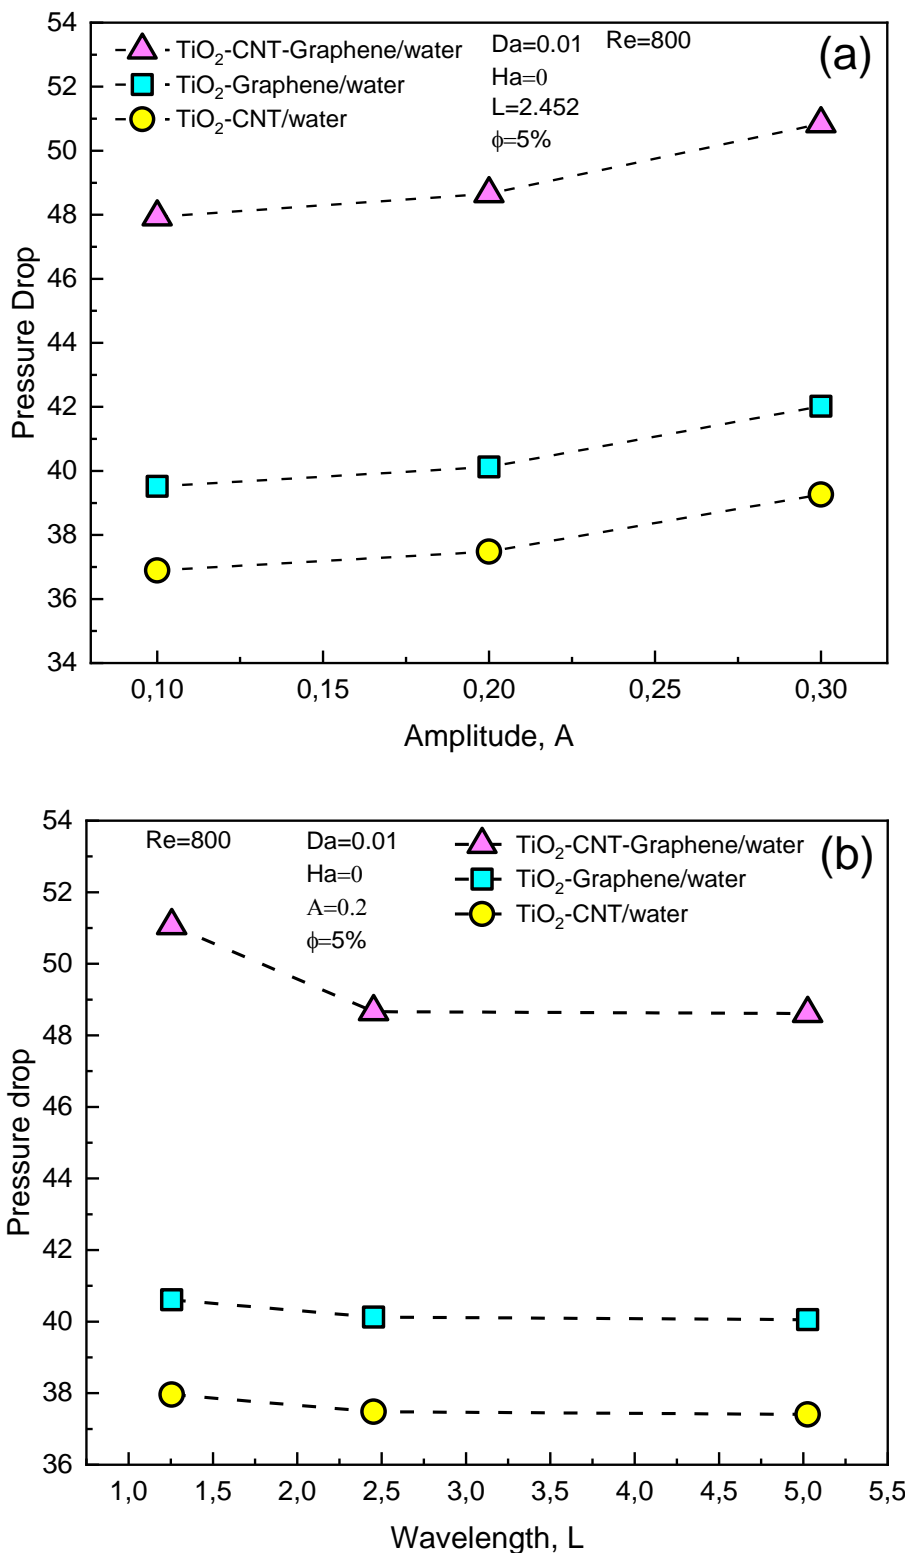 54
52
50
48
46
44
42
40
38
36
34
Pressure Drop
TiO2-CNT-Graphene/water
TiO2-Graphene/water
TiO2-CNT/water
Da=0.01 Re=800
Ha=0
L=2.452
ϕ=5%
(a)
0,10 0,15 0,20 0,25 0,30
Amplitude, A
54
52
50
48
46
44
42
40
38
36
Pressure drop
Re=800
Da=0.01
Ha=0
A=0.2
ϕ=5%
TiO2-CNT-Graphene/water
TiO2-Graphene/water
TiO2-CNT/water
(b)
1,0 1,5 2,0 2,5 3,0 3,5 4,0 4,5 5,0 5,5
Wavelength, L